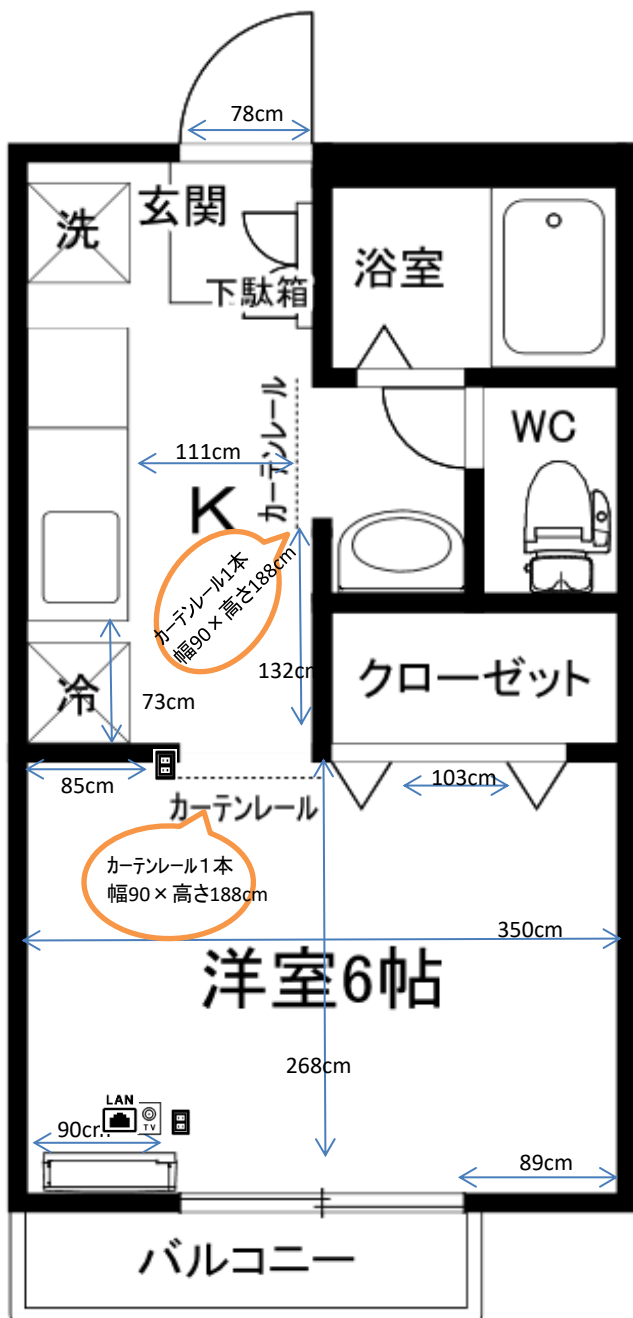 78cm
玄関
洗
下駄箱
浴室
カーテンレール
WC
111cm
K
カーテンレール1本
幅90×高さ188cm
132cm
クローゼット
冷
73cm
85cm
103cm
カーテンレール
カーテンレール1本
幅90×高さ188cm
350cm
洋室6帖
268cm
LAN
TV
90cm
89cm
バルコニー